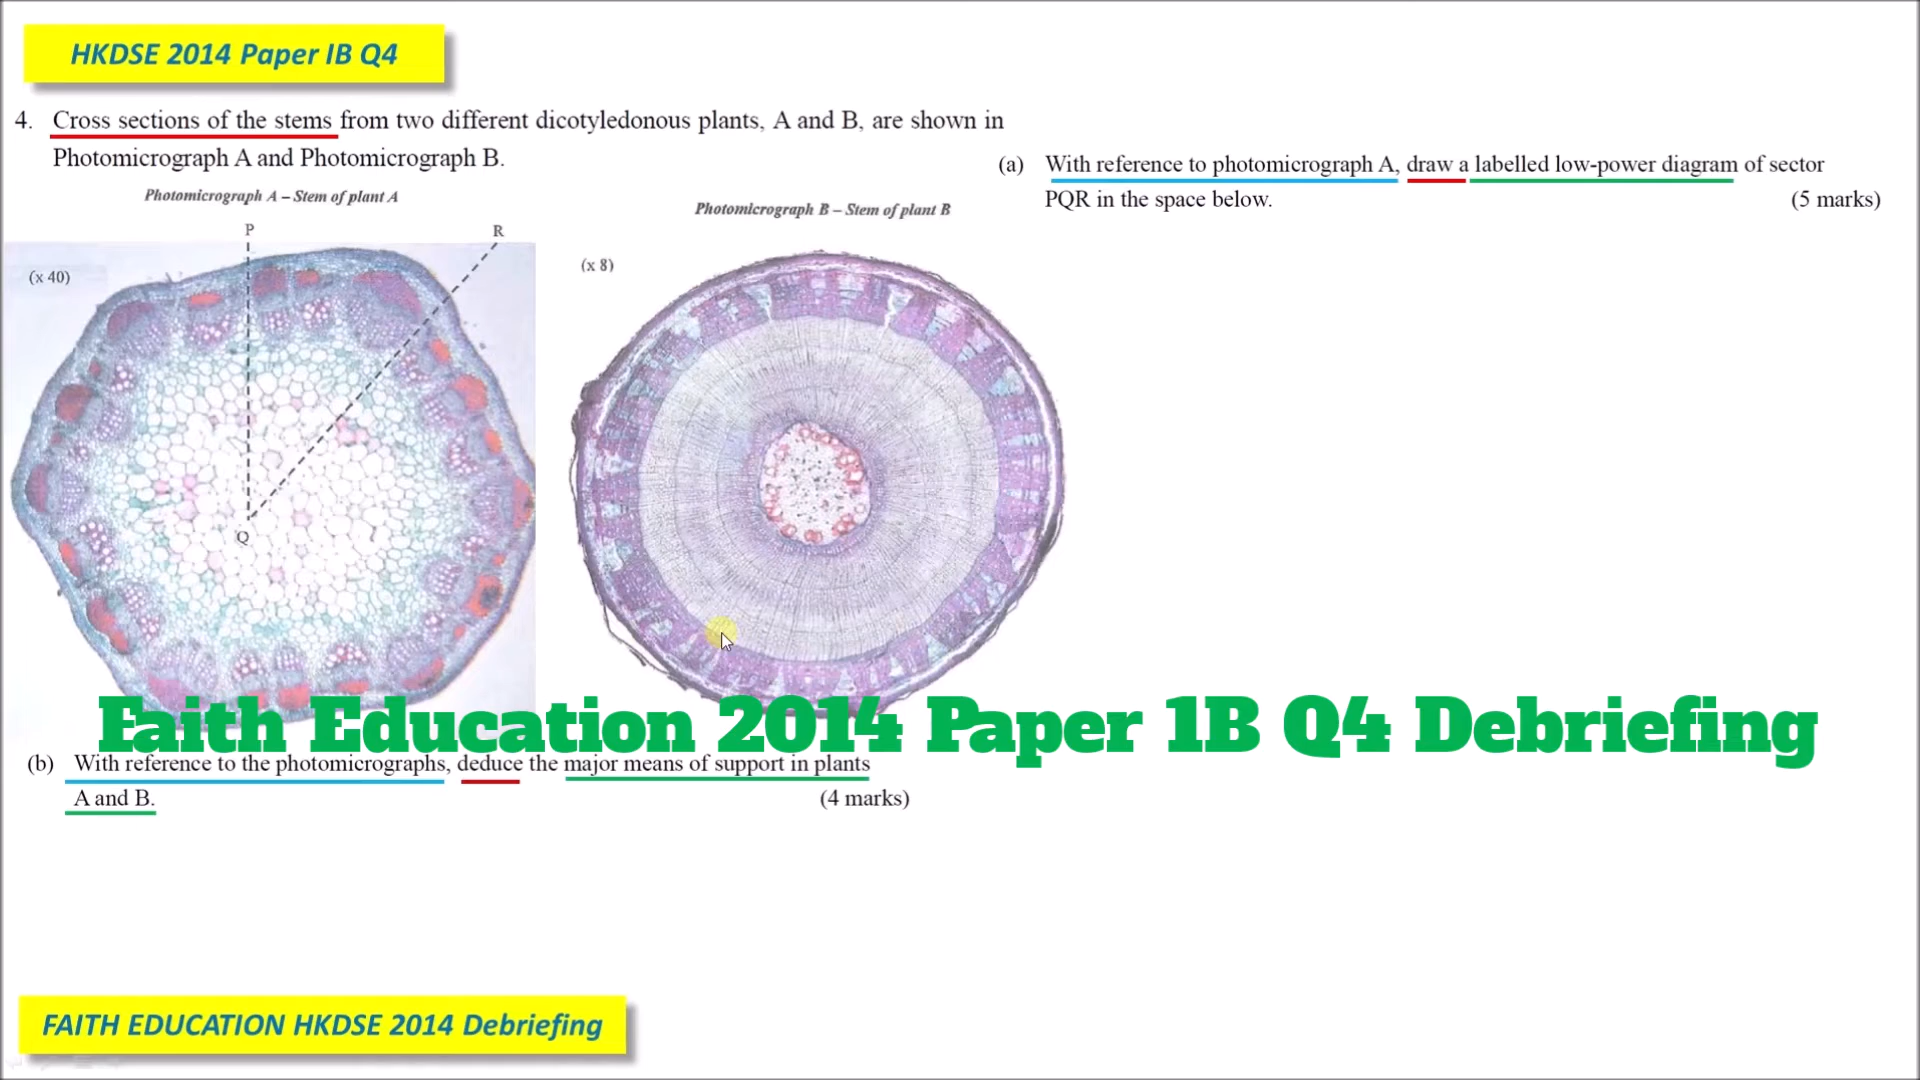 HKDSE 2014 Paper IB Q4
4. Cross sections of the stems from two different dicotyledonous plants, A and B, are shown in
Photomicrograph A and Photomicrograph B.
Photomicrograph A – Stem of plant A
P
R
(x 40)
Q
Photomicrograph B – Stem of plant B
(x 8)
(a) With reference to photomicrograph A, draw a labelled low-power diagram of sector
PQR in the space below. (5 marks)
Faith Education 2014 Paper 1B Q4 Debriefing
(b) With reference to the photomicrographs, deduce the major means of support in plants
A and B. (4 marks)
FAITH EDUCATION HKDSE 2014 Debriefing